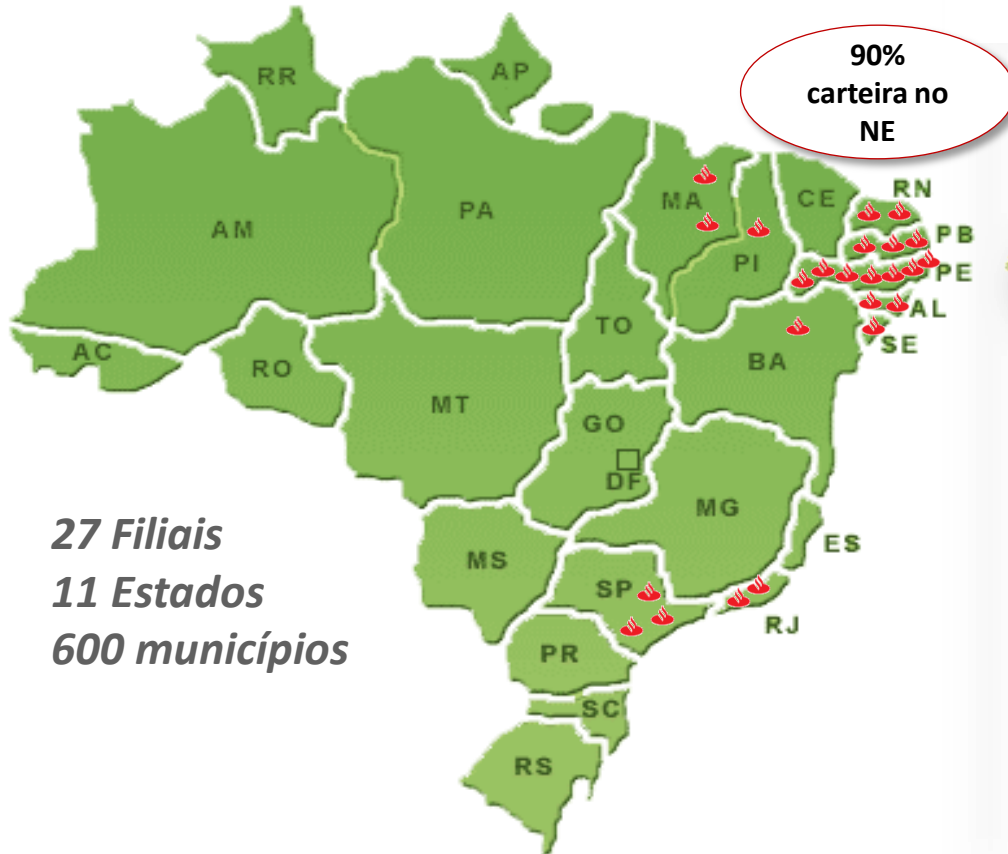 90%
carteira no
NE
RR
AP
AM
PA
MA
CE
RN
PB
PI
PE
AL
TO
SE
AC
RO
BA
MT
GO
DF
MG
ES
MS
SP
RJ
PR
SC
RS
27 Filiais
11 Estados
600 municípios